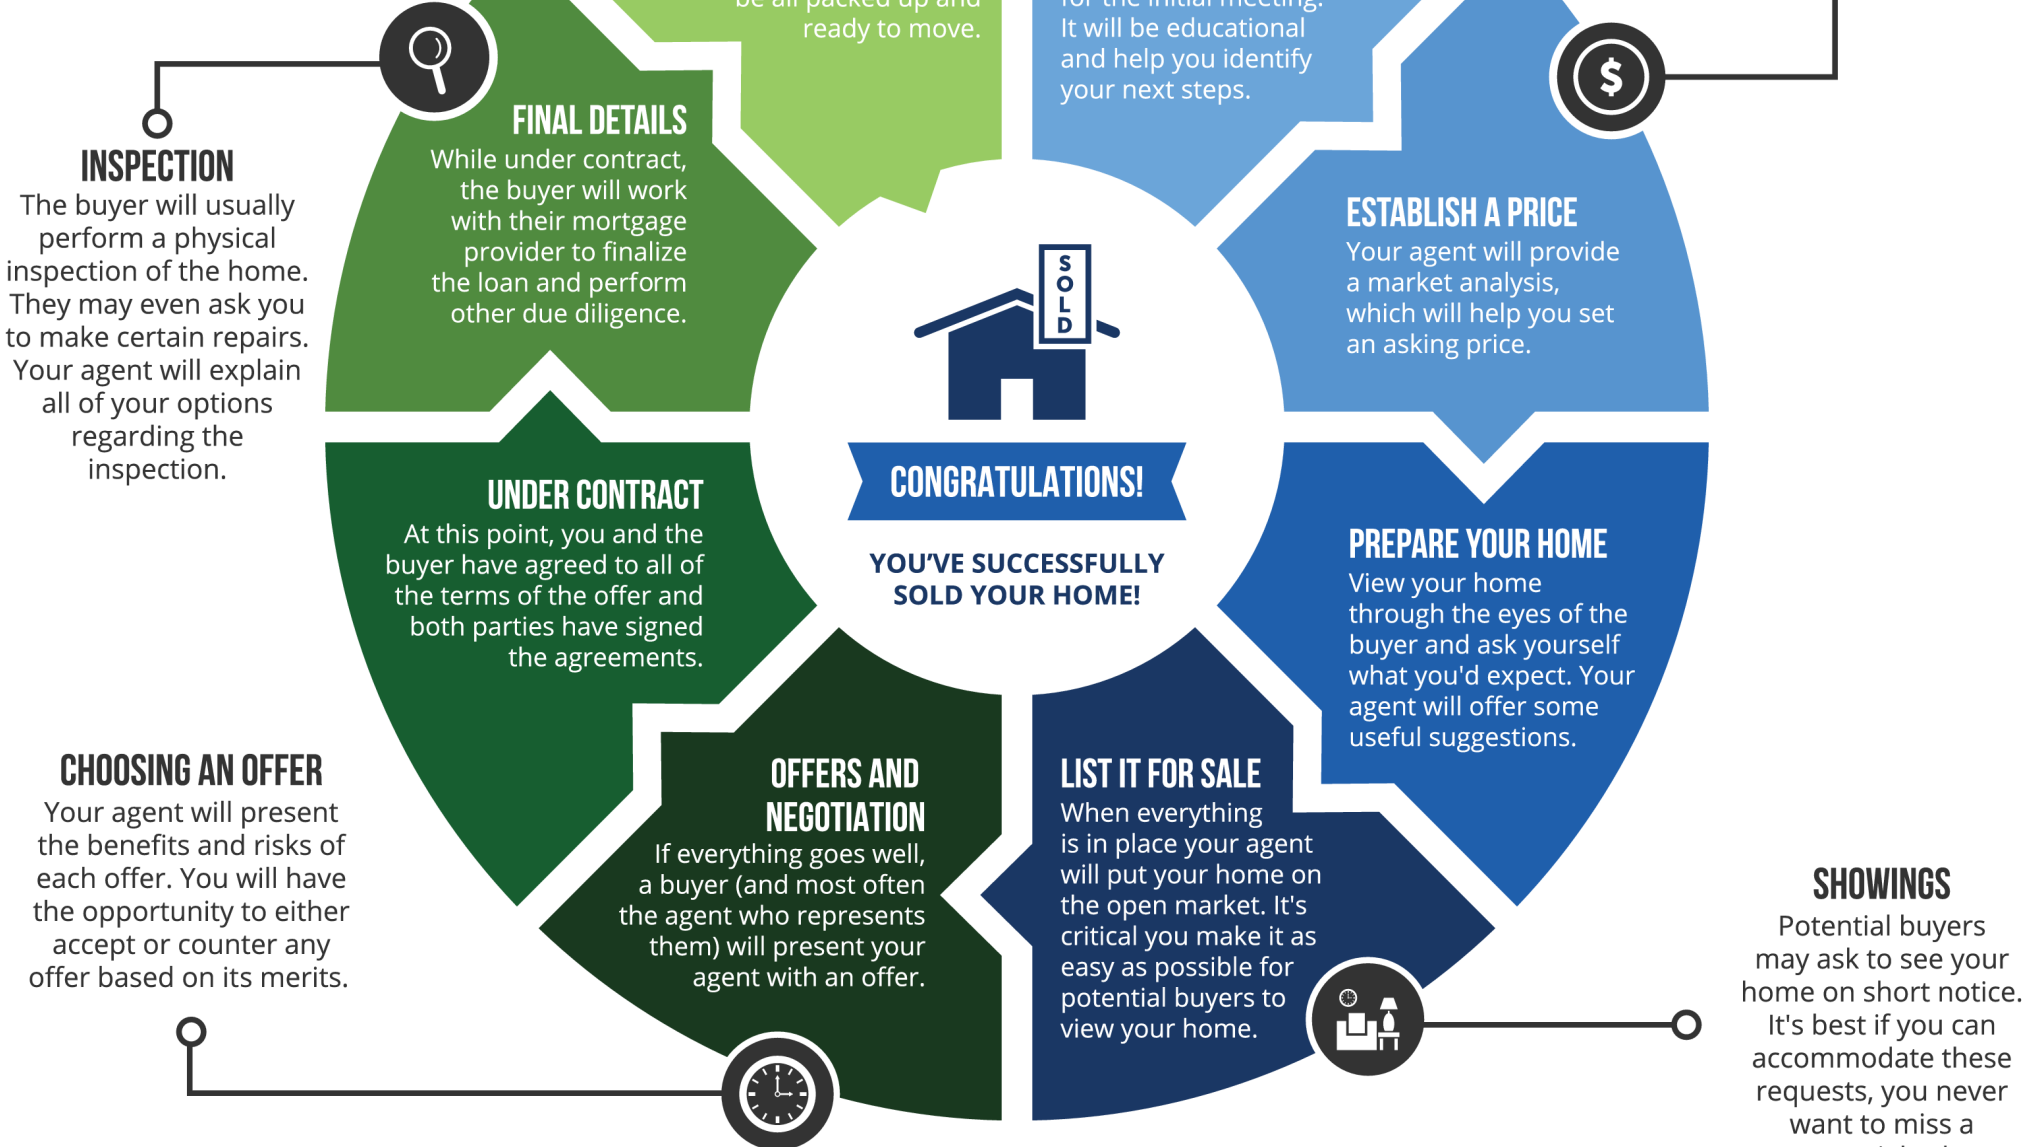 be all packed up and
ready to move.
for the initial meeting.
It will be educational
and help you identify
your next steps.
$
ESTABLISH A PRICE
Your agent will provide
a market analysis,
which will help you set
an asking price.
PREPARE YOUR HOME
View your home
through the eyes of the
buyer and ask yourself
what you'd expect. Your
agent will offer some
useful suggestions.
LIST IT FOR SALE
When everything
is in place your agent
will put your home on
the open market. It's
critical you make it as
easy as possible for
potential buyers to
view your home.
SHOWINGS
Potential buyers
may ask to see your
home on short notice.
It's best if you can
accommodate these
requests, you never
want to miss a
OFFERS AND
NEGOTIATION
If everything goes well,
a buyer (and most often
the agent who represents
them) will present your
agent with an offer.
CHOOSING AN OFFER
Your agent will present
the benefits and risks of
each offer. You will have
the opportunity to either
accept or counter any
offer based on its merits.
UNDER CONTRACT
At this point, you and the
buyer have agreed to all of
the terms of the offer and
both parties have signed
the agreements.
FINAL DETAILS
While under contract,
the buyer will work
with their mortgage
provider to finalize
the loan and perform
other due diligence.
INSPECTION
The buyer will usually
perform a physical
inspection of the home.
They may even ask you
to make certain repairs.
Your agent will explain
all of your options
regarding the
inspection.
SOLD
CONGRATULATIONS!
YOU’VE SUCCESSFULLY
SOLD YOUR HOME!